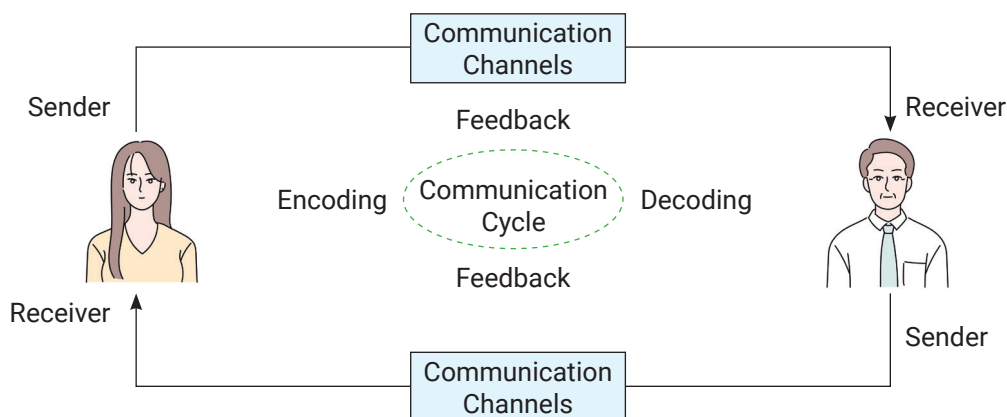 Communication
Channels
Sender
Receiver
Feedback
Encoding
Communication
Cycle
Decoding
Feedback
Receiver
Sender
Communication
Channels